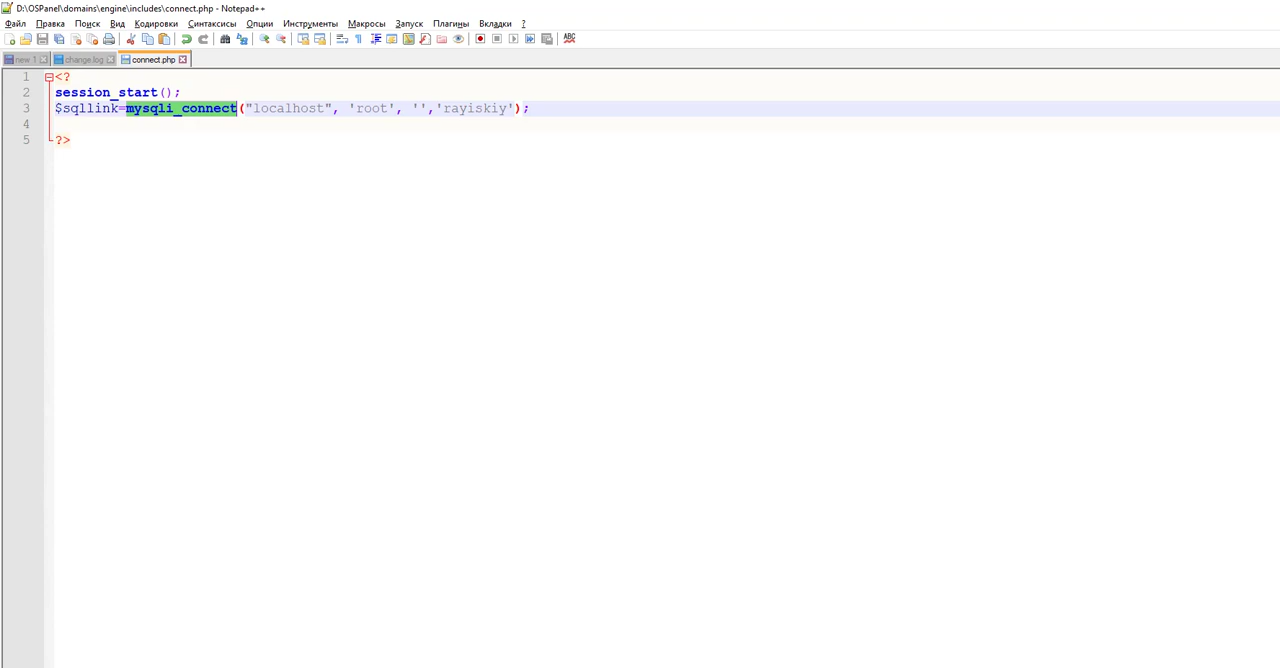 D:\OSPanel\domains\engine\includes\connect.php - Notepad++
Файл Правка Поиск Вид Кодировки Синтаксисы Опции Инструменты Макросы Запуск Плагины Вкладки ?
ABC
new 1 change.log connect.php
1 <?
2 session_start();
3 $sqllink=mysqli_connect("localhost", 'root', '','rayiskiy');
4
5 ?>